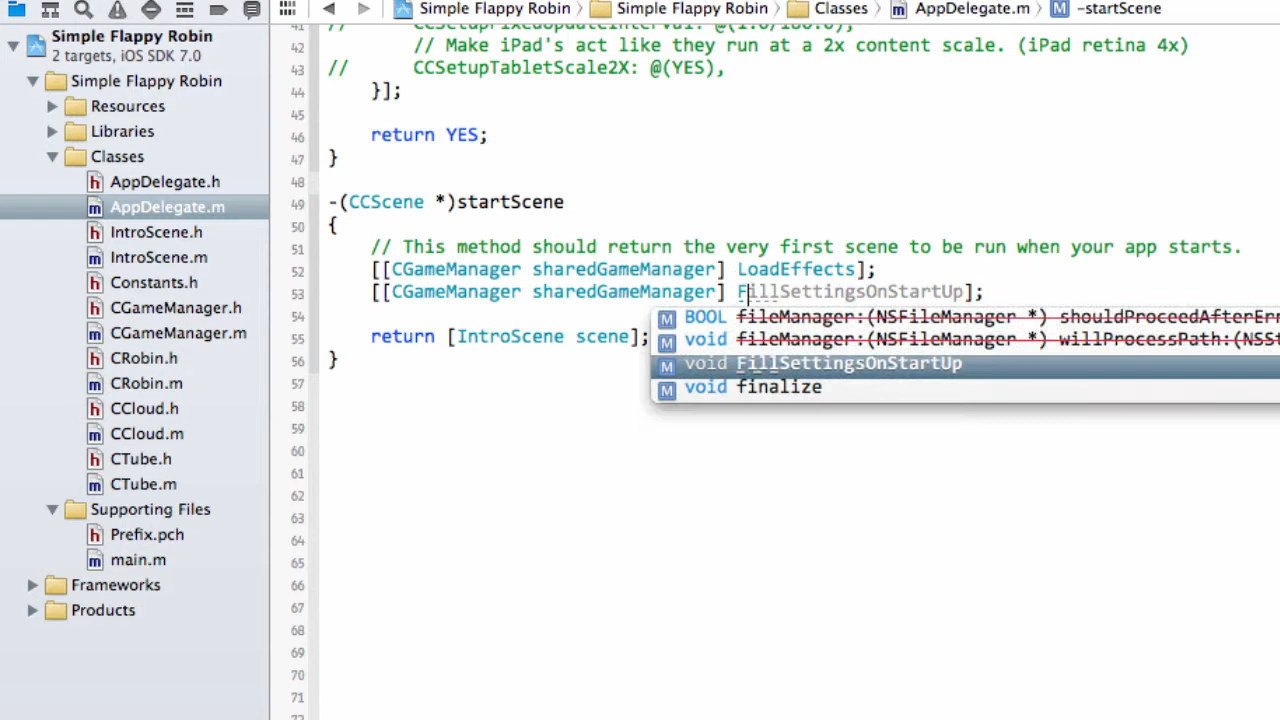 Simple Flappy Robin Simple Flappy Robin Classes AppDelegate.m -startScene
Simple Flappy Robin
2 targets, iOS SDK 7.0
Simple Flappy Robin
Resources
Libraries
Classes
AppDelegate.h
AppDelegate.m
IntroScene.h
IntroScene.m
Constants.h
CGameManager.h
CGameManager.m
CRobin.h
CRobin.m
CCloud.h
CCloud.m
CTube.h
CTube.m
Supporting Files
Prefix.pch
main.m
Frameworks
Products
41 // CCSetupFixedUpdateInterval: @(1.0/180.0),
42 // Make iPad's act like they run at a 2x content scale. (iPad retina 4x)
43 // CCSetupTabletScale2X: @(YES),
44 }];
45
46 return YES;
47 }
48
49 -(CCScene *)startScene
50 {
51 // This method should return the very first scene to be run when your app starts.
52 [[CGameManager sharedGameManager] LoadEffects];
53 [[CGameManager sharedGameManager] FillSettingsOnStartUp];
54
55 return [IntroScene scene];
56 }
57
58
59
60
61
62
63
64
65
66
67
68
69
70
71
72
M BOOL fileManager:(NSFileManager *) shouldProceedAfterErr
M void fileManager:(NSFileManager *) willProcessPath:(NSSt
M void FillSettingsOnStartUp
M void finalize